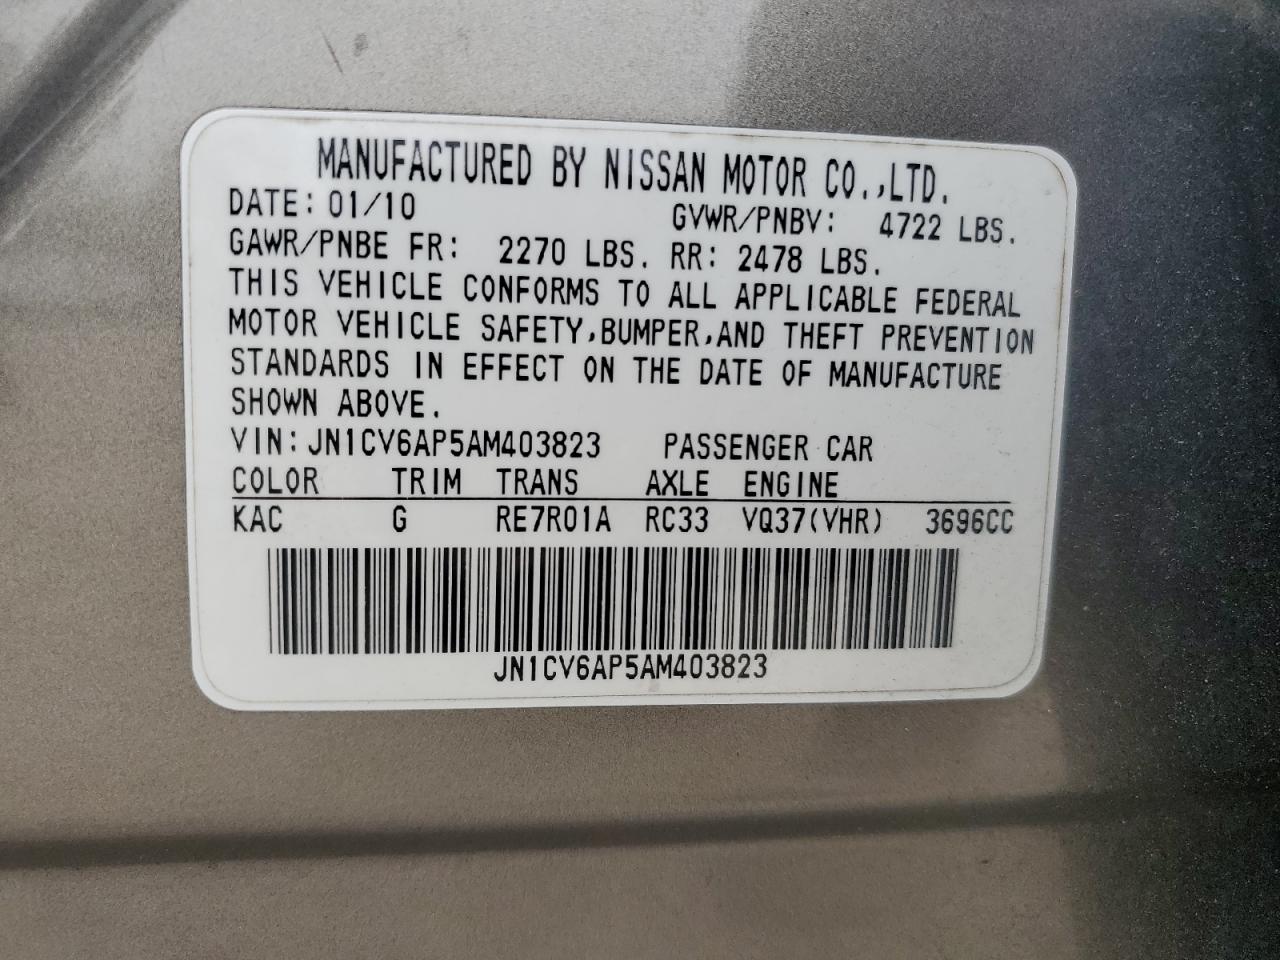 MANUFACTURED BY NISSAN MOTOR CO.,LTD.
DATE: 01/10 GVWR/PNBV: 4722 LBS.
GAWR/PNBE FR: 2270 LBS. RR: 2478 LBS.
THIS VEHICLE CONFORMS TO ALL APPLICABLE FEDERAL
MOTOR VEHICLE SAFETY,BUMPER,AND THEFT PREVENTION
STANDARDS IN EFFECT ON THE DATE OF MANUFACTURE
SHOWN ABOVE.
VIN:JN1CV6AP5AM403823 PASSENGER CAR
COLOR TRIM TRANS AXLE ENGINE
KAC G RE7R01A RC33 VQ37(VHR) 3696CC
JN1CV6AP5AM403823